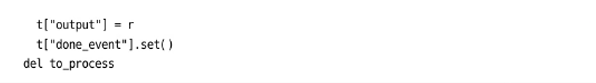 t["output"] = r
t["done_event"].set()
del to_process